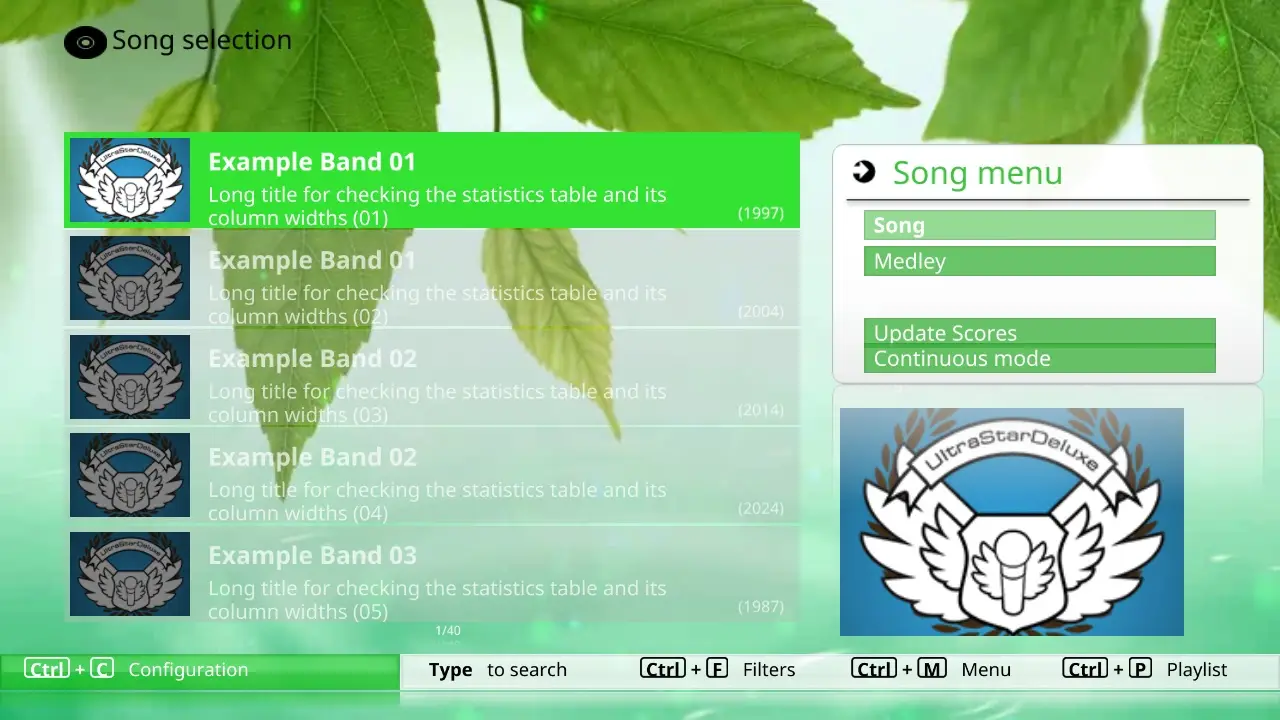 Song selection
Example Band 01
Long title for checking the statistics table and its
column widths (01)
(1997)
Example Band 01
Long title for checking the statistics table and its
column widths (02)
(2004)
Example Band 02
Long title for checking the statistics table and its
column widths (03)
(2014)
Example Band 02
Long title for checking the statistics table and its
column widths (04)
(2024)
Example Band 03
Long title for checking the statistics table and its
column widths (05)
(1987)
1/40
Song menu
Song
Medley
Update Scores
Continuous mode
UltraStarDeluxe
Ctrl + C Configuration
Type to search
Ctrl + F Filters
Ctrl + M Menu
Ctrl + P Playlist